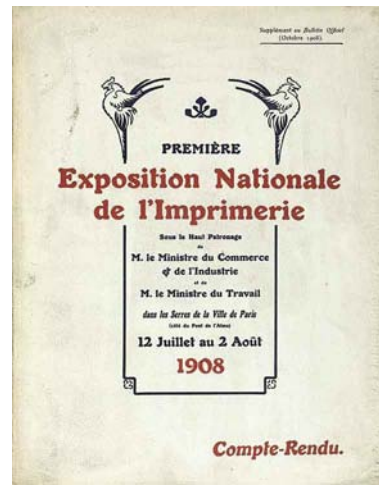 Supplément au Bulletin Officiel
(Octobre 1908).
PREMIÈRE
Exposition Nationale
de l'Imprimerie
Sous le Haut Patronage
de
M. le Ministre du Commerce
& de l'Industrie
et de
M. le Ministre du Travail
dans les Serres de la Ville de Paris
(côté du Pont de l'Alma)
12 Juillet au 2 Août
1908
Compte-Rendu.